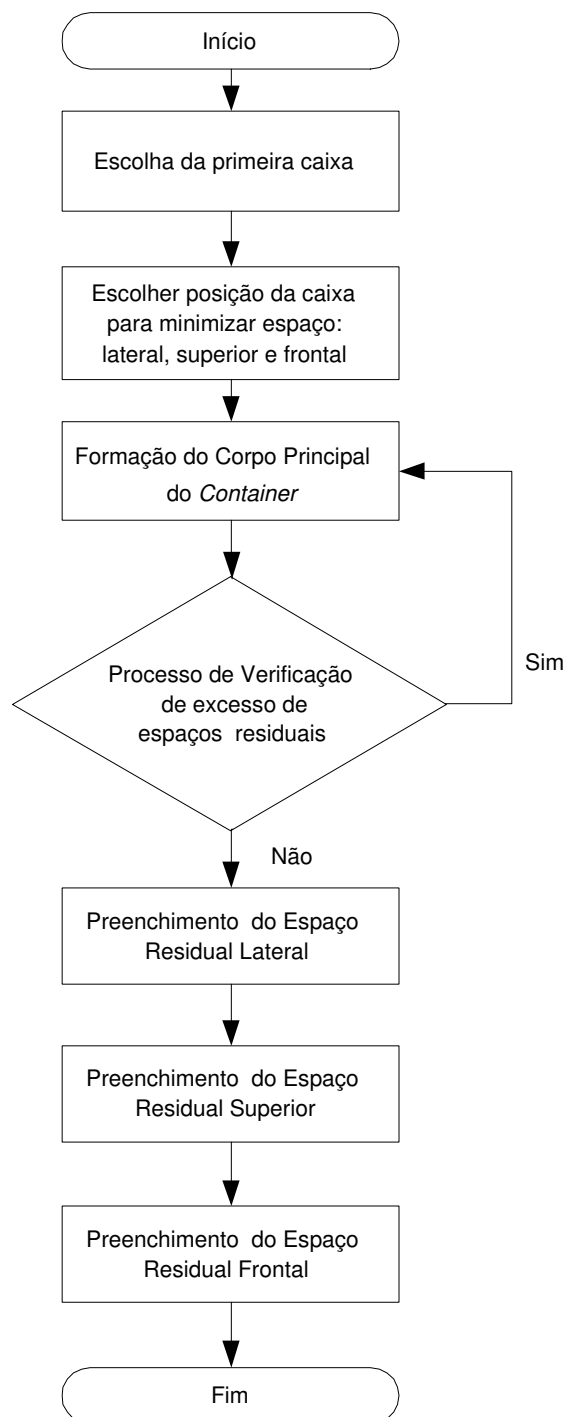 Início
Escolha da primeira caixa
Escolher posição da caixa
para minimizar espaço:
lateral, superior e frontal
Formação do Corpo Principal
do Container
Processo de Verificação
de excesso de
espaços residuais
Sim
Não
Preenchimento do Espaço
Residual Lateral
Preenchimento do Espaço
Residual Superior
Preenchimento do Espaço
Residual Frontal
Fim